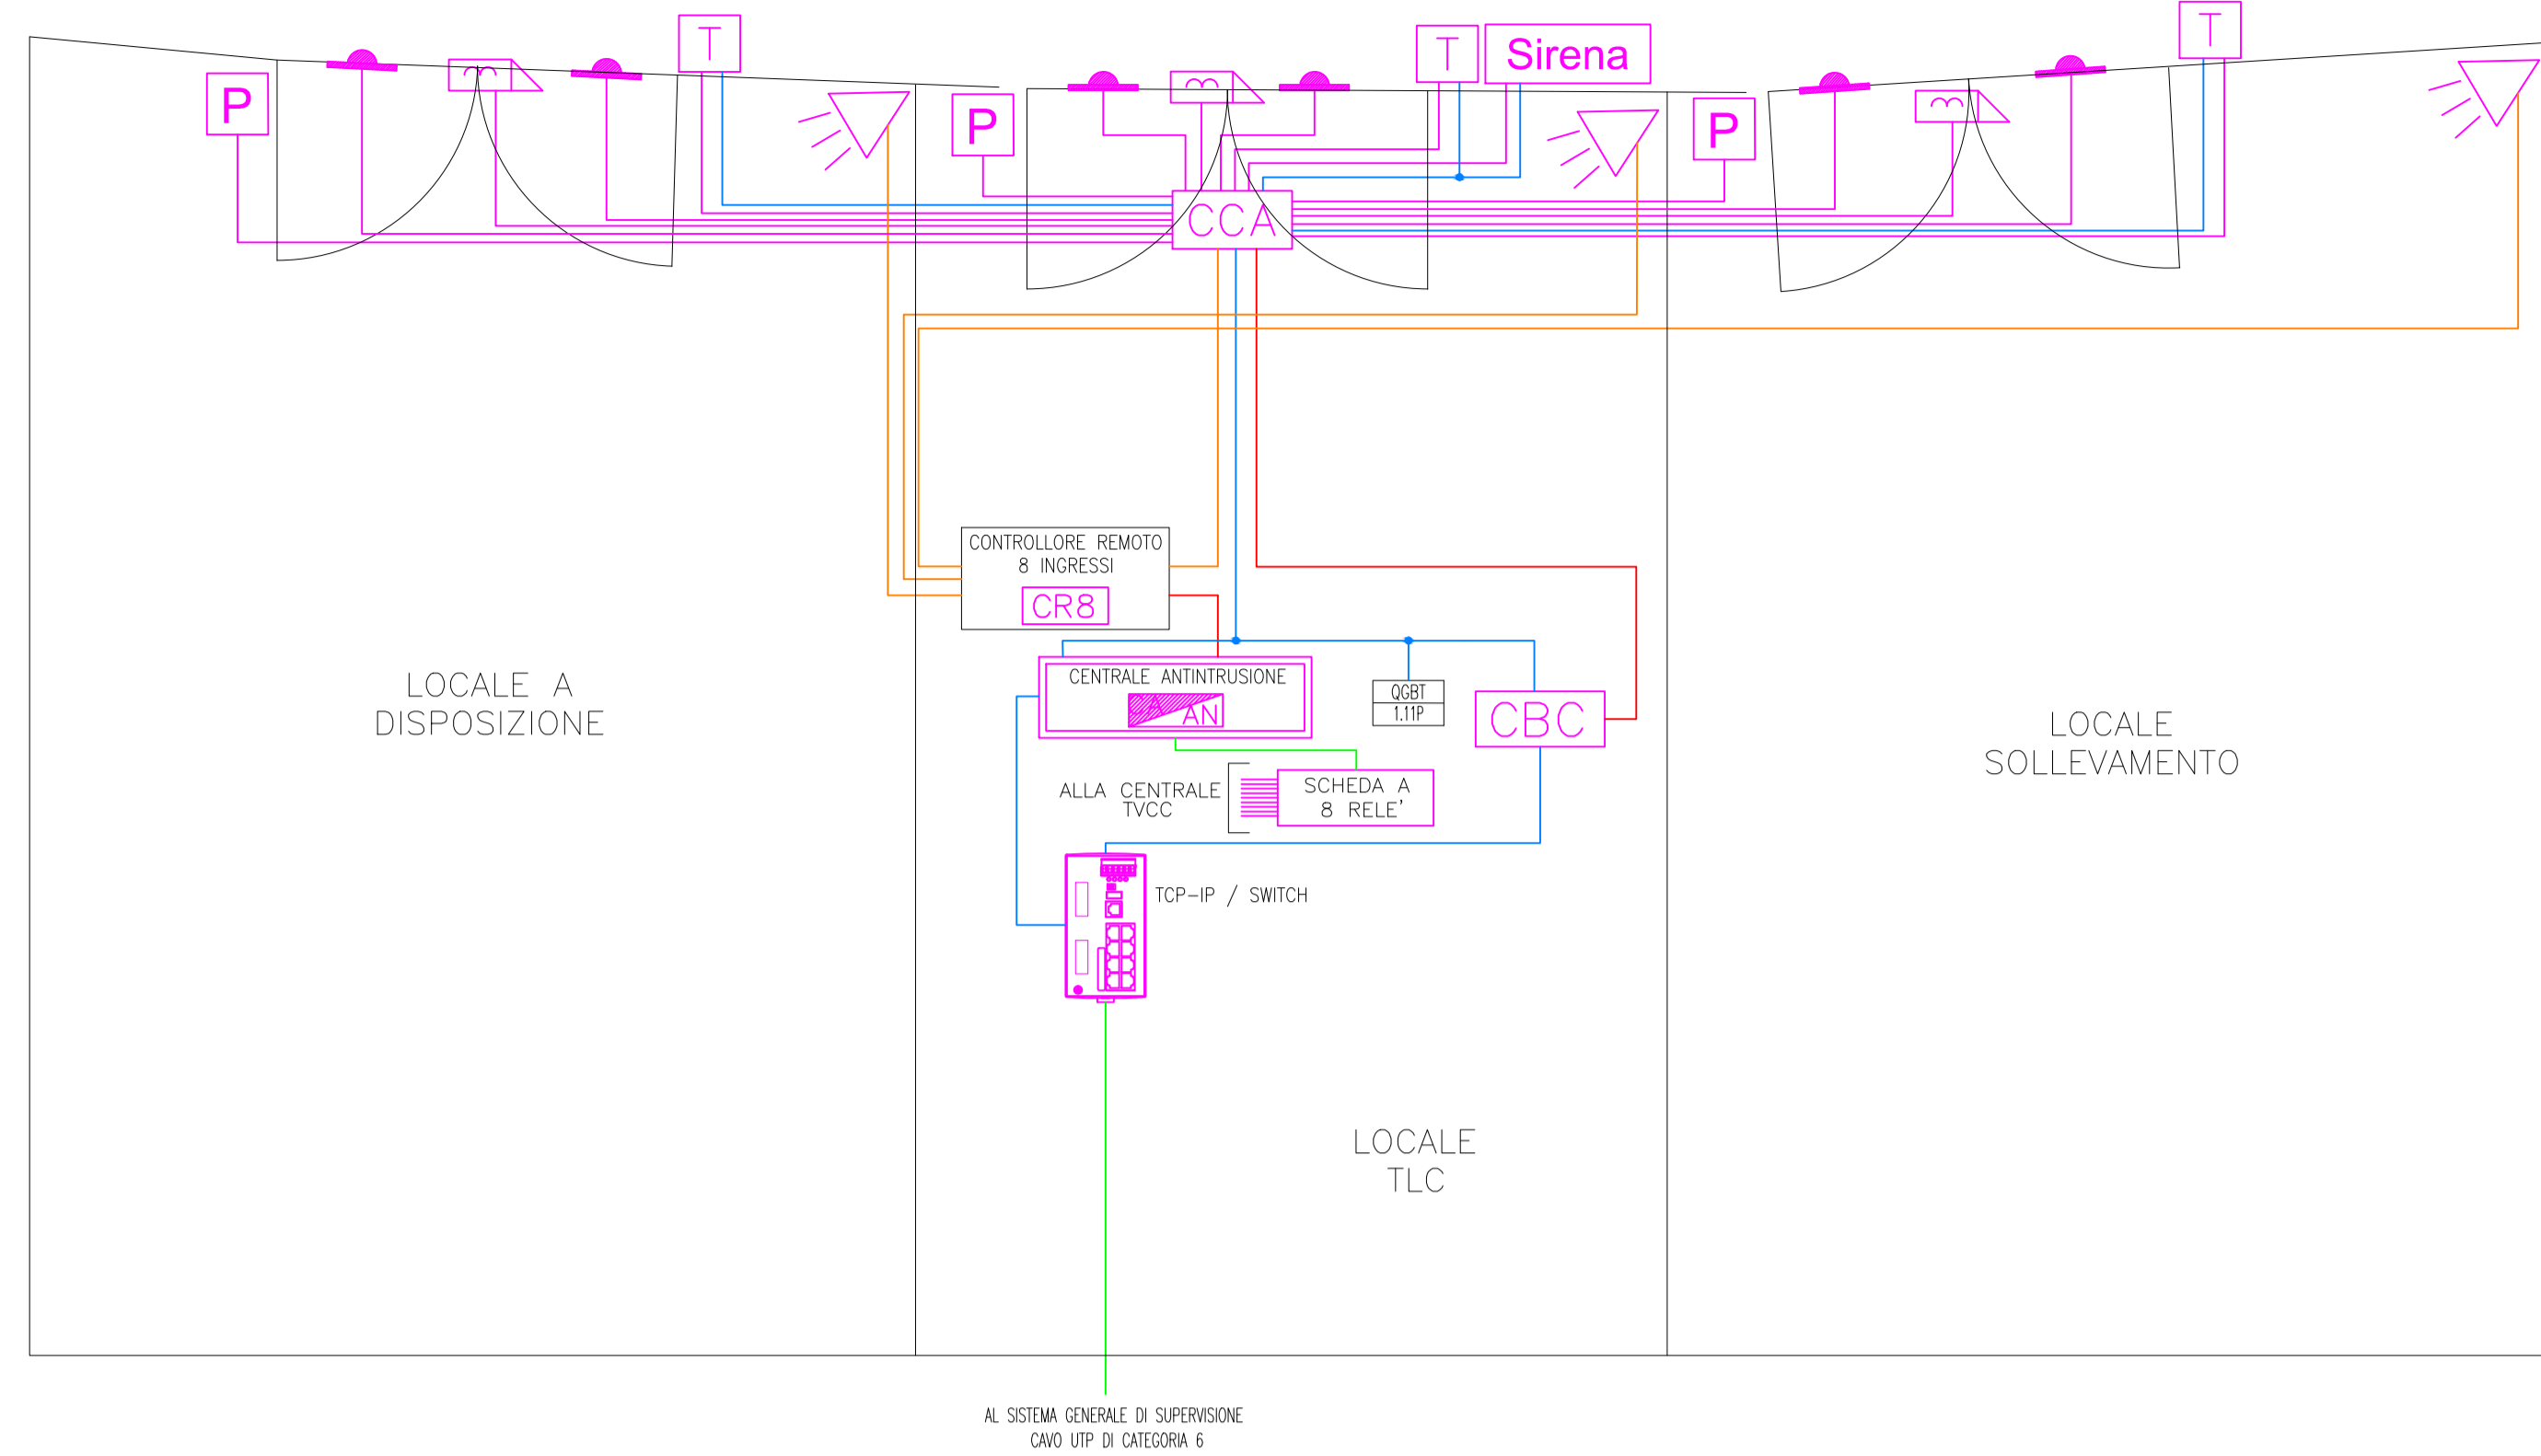 T
T
Sirena
T
P
P
P
CCA
CONTROLLORE REMOTO
8 INGRESSI
CR8
CENTRALE ANTINTRUSIONE
CA AN
QGBT
1.11P
CBC
LOCALE A
DISPOSIZIONE
LOCALE
SOLLEVAMENTO
ALLA CENTRALE
TVCC
SCHEDA A
8 RELE'
TCP-IP / SWITCH
LOCALE
TLC
AL SISTEMA GENERALE DI SUPERVISIONE
CAVO UTP DI CATEGORIA 6